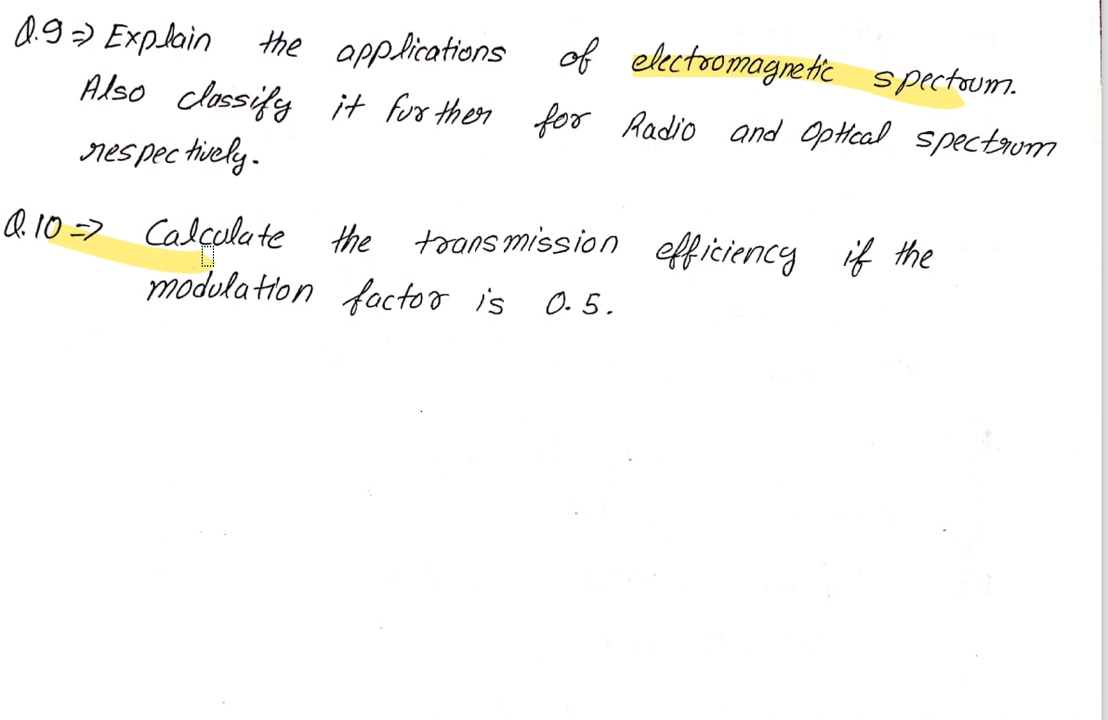 Q.9 => Explain the applications of electromagnetic spectrum.
Also classify it further for Radio and Optical spectrum
respectively.
Q.10 => Calculate the transmission efficiency if the
modulation factor is 0.5.